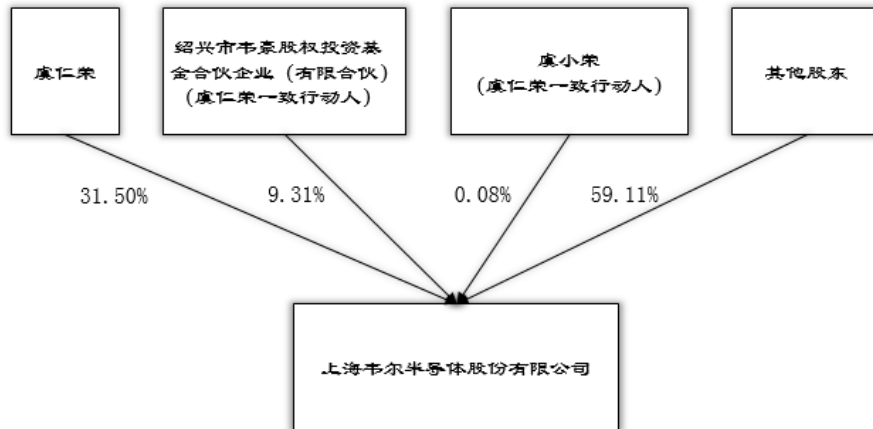 虞仁荣
绍兴市韦豪股权投资基
金合伙企业（有限合伙）
（虞仁荣一致行动人）
虞小荣
（虞仁荣一致行动人）
其他股东
31.50%
9.31%
0.08%
59.11%
上海韦尔半导体股份有限公司